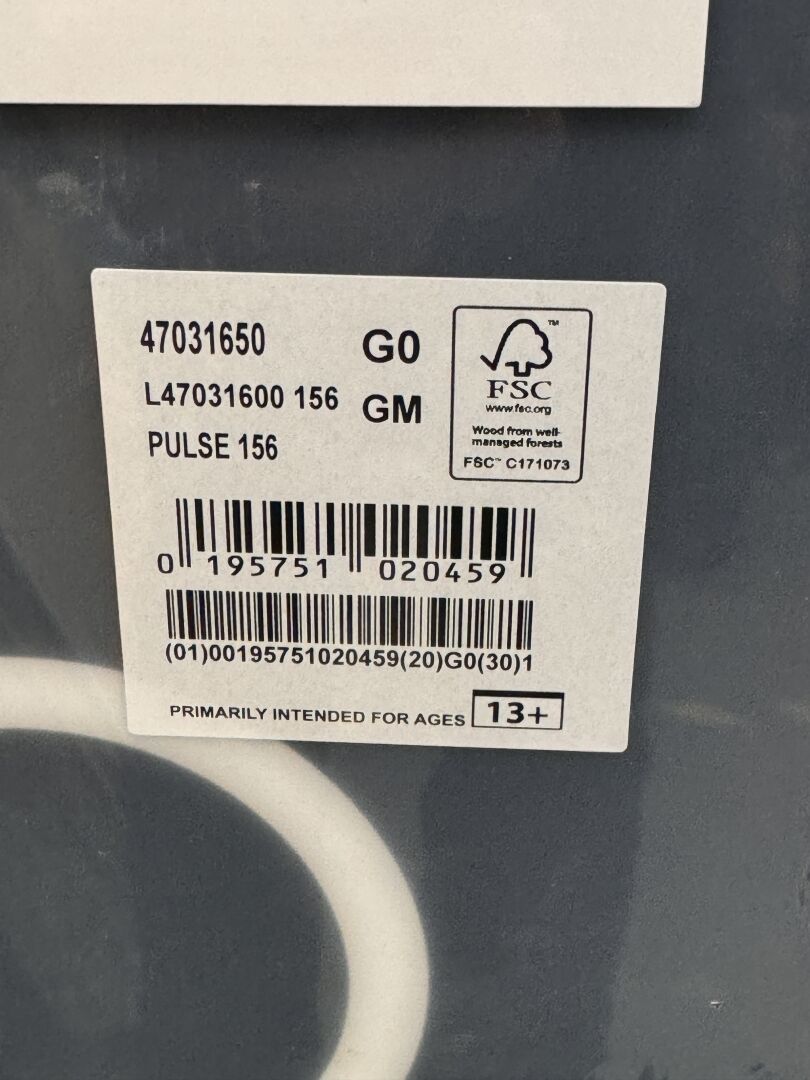 47031650 G0
L47031600 156 GM
PULSE 156
TM
FSC
www.fsc.org
Wood from well-
managed forests
FSC™ C171073
0 195751 020459
(01)00195751020459(20)G0(30)1
PRIMARILY INTENDED FOR AGES 13+